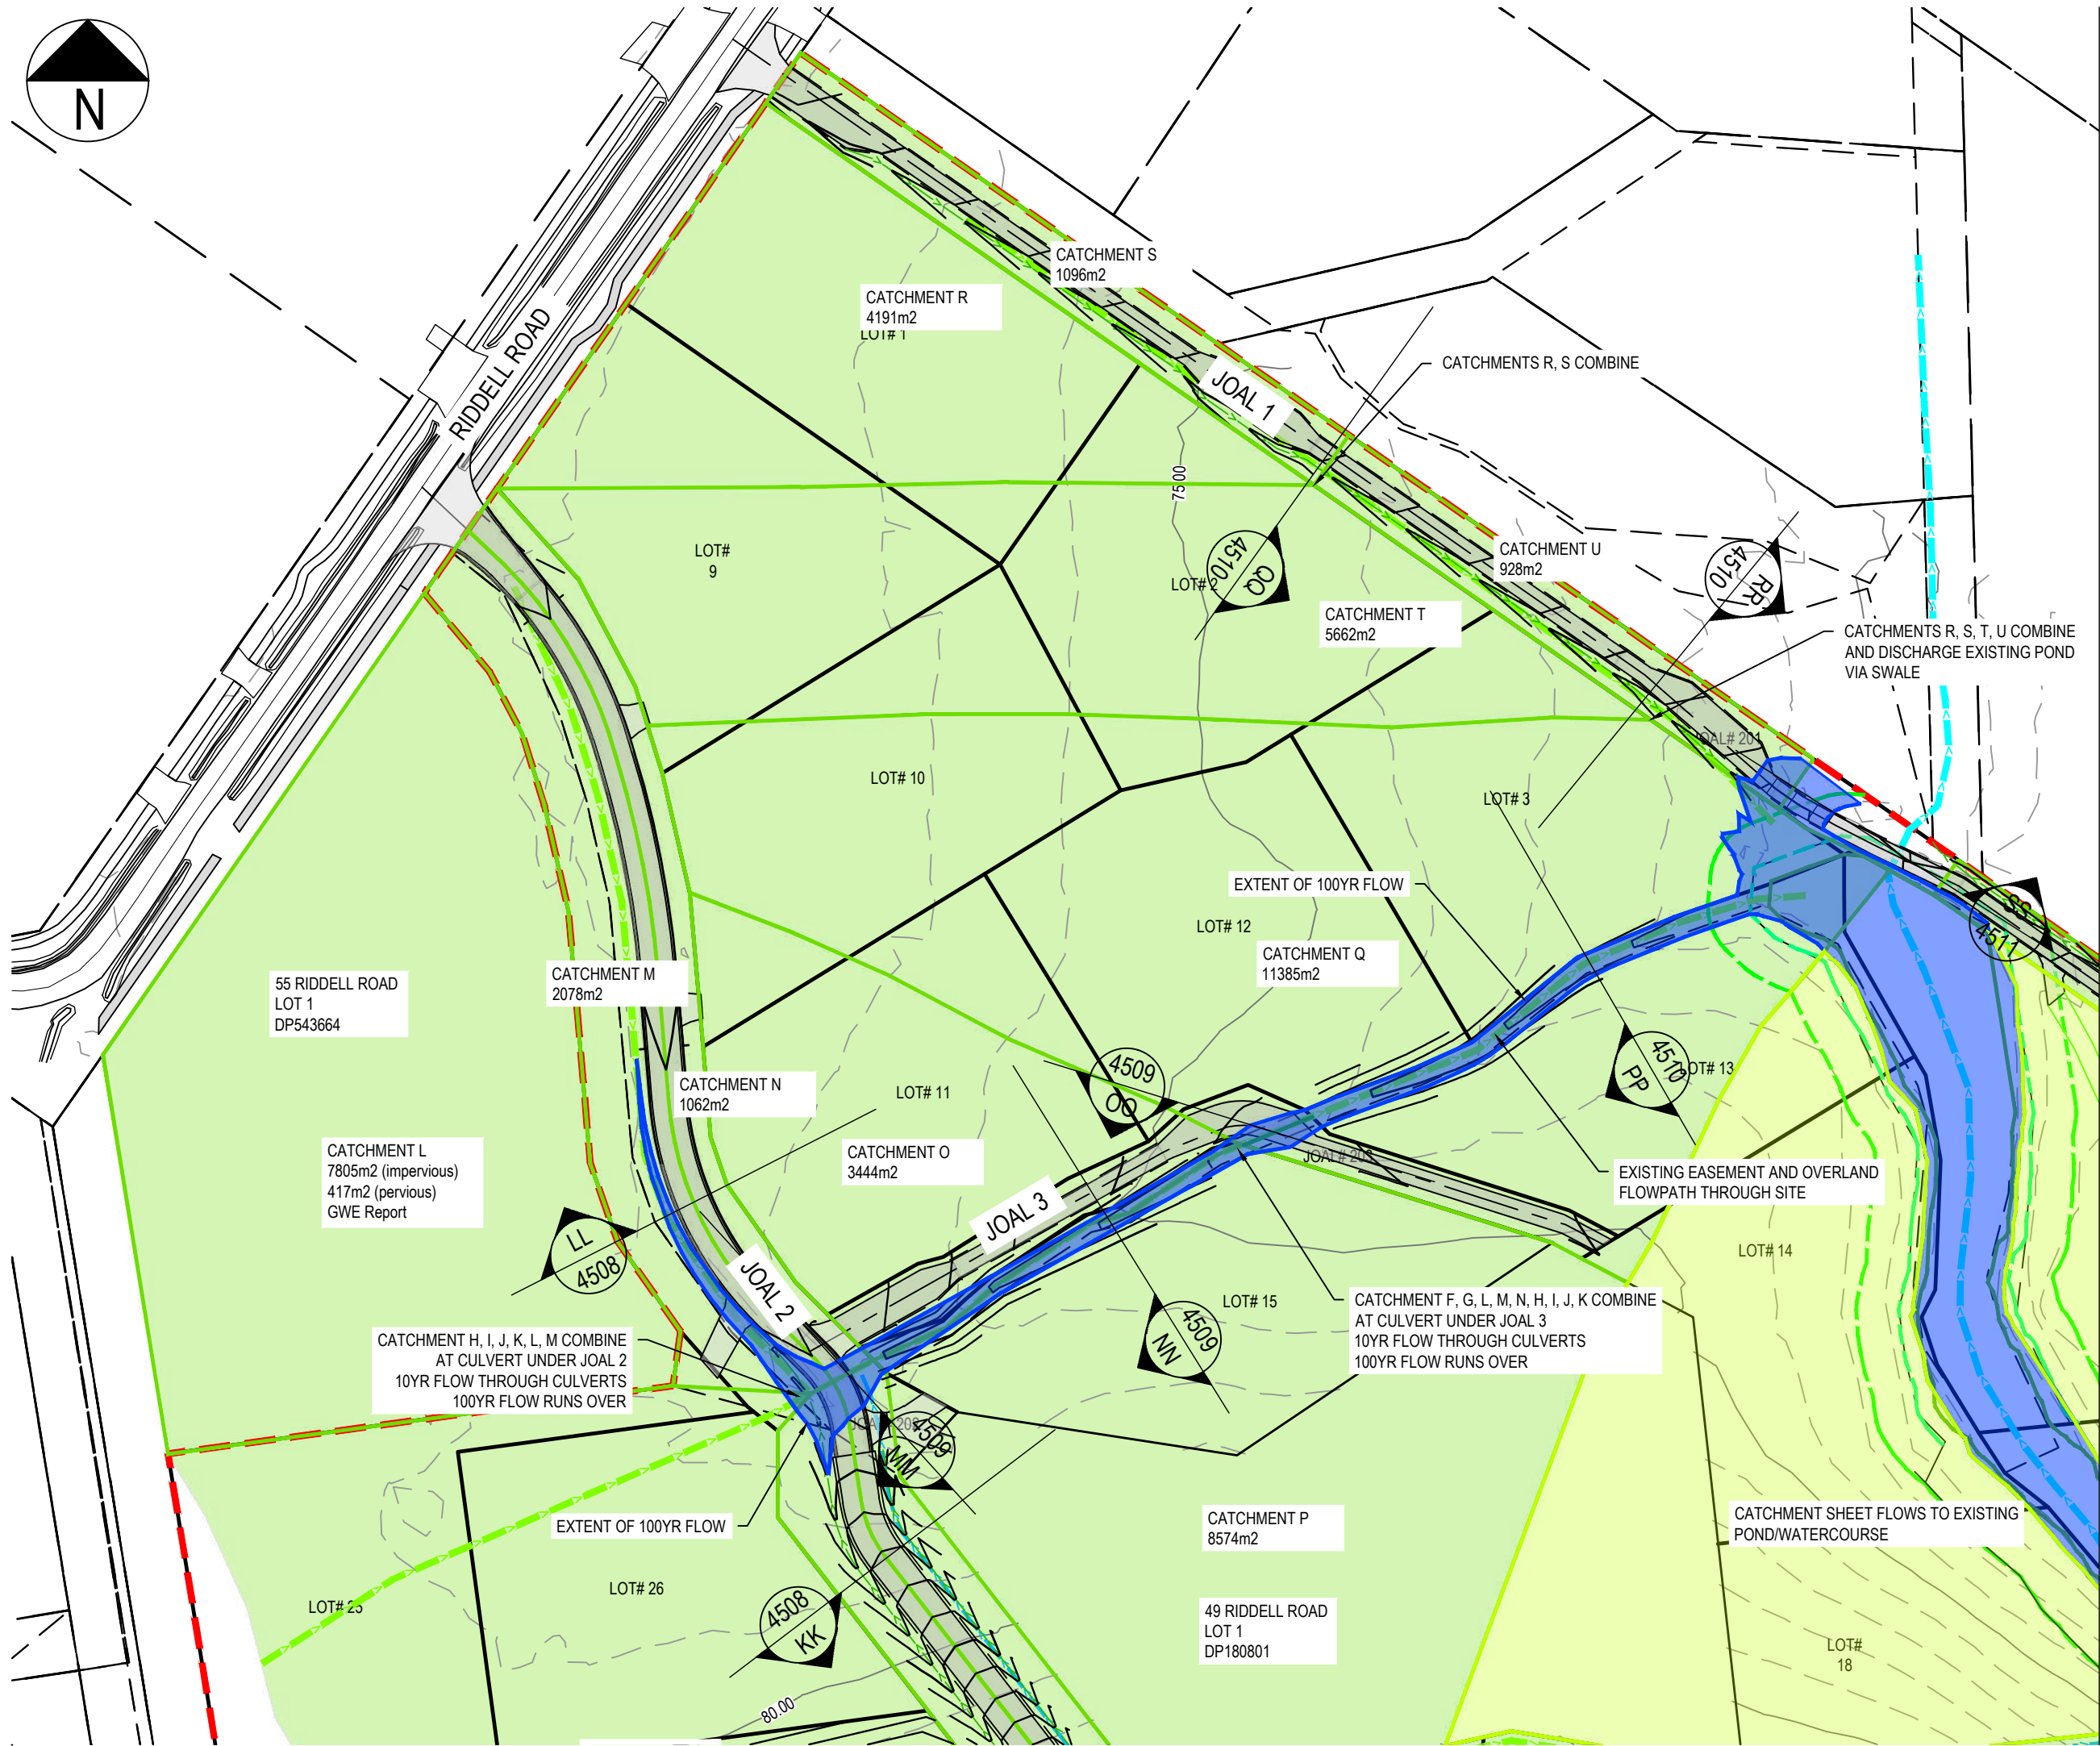 N
RIDDELL ROAD
CATCHMENT S
1096m2
CATCHMENT R
4191m2
LOT# 1
JOAL 1
CATCHMENTS R, S COMBINE
75.00
LOT#
9
4510
QQ
LOT# 2
CATCHMENT U
928m2
4510
RR
CATCHMENT T
5662m2
CATCHMENTS R, S, T, U COMBINE
AND DISCHARGE EXISTING POND
VIA SWALE
JOAL# 201
LOT# 10
LOT# 3
EXTENT OF 100YR FLOW
LOT# 12
CATCHMENT Q
11385m2
SS
4511
55 RIDDELL ROAD
LOT 1
DP543664
CATCHMENT M
2078m2
CATCHMENT N
1062m2
LOT# 11
4509
OO
4510
PP
LOT# 13
CATCHMENT L
7805m2 (impervious)
417m2 (pervious)
GWE Report
CATCHMENT O
3444m2
EXISTING EASEMENT AND OVERLAND
FLOWPATH THROUGH SITE
LL
4508
JOAL 3
JOAL 2
LOT# 14
LOT# 15
4509
NN
CATCHMENT F, G, L, M, N, H, I, J, K COMBINE
AT CULVERT UNDER JOAL 3
10YR FLOW THROUGH CULVERTS
100YR FLOW RUNS OVER
CATCHMENT H, I, J, K, L, M COMBINE
AT CULVERT UNDER JOAL 2
10YR FLOW THROUGH CULVERTS
100YR FLOW RUNS OVER
4509
MM
EXTENT OF 100YR FLOW
CATCHMENT P
8574m2
CATCHMENT SHEET FLOWS TO EXISTING
POND/WATERCOURSE
LOT# 26
LOT# 25
4508
KK
49 RIDDELL ROAD
LOT 1
DP180801
LOT#
18
80.00